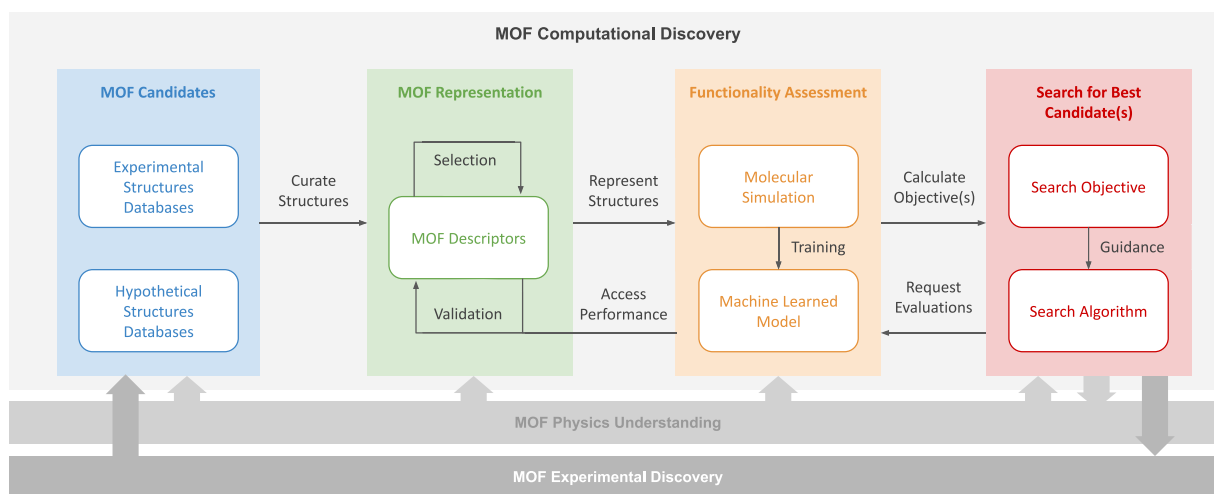 MOF Computational Discovery
MOF Candidates
Experimental
Structures
Databases
Hypothetical
Structures
Databases
Curate
Structures
MOF Representation
Selection
MOF Descriptors
Validation
Represent
Structures
Access
Performance
Functionality Assessment
Molecular
Simulation
Training
Machine Learned
Model
Calculate
Objective(s)
Request
Evaluations
Search for Best
Candidate(s)
Search Objective
Guidance
Search Algorithm
MOF Physics Understanding
MOF Experimental Discovery